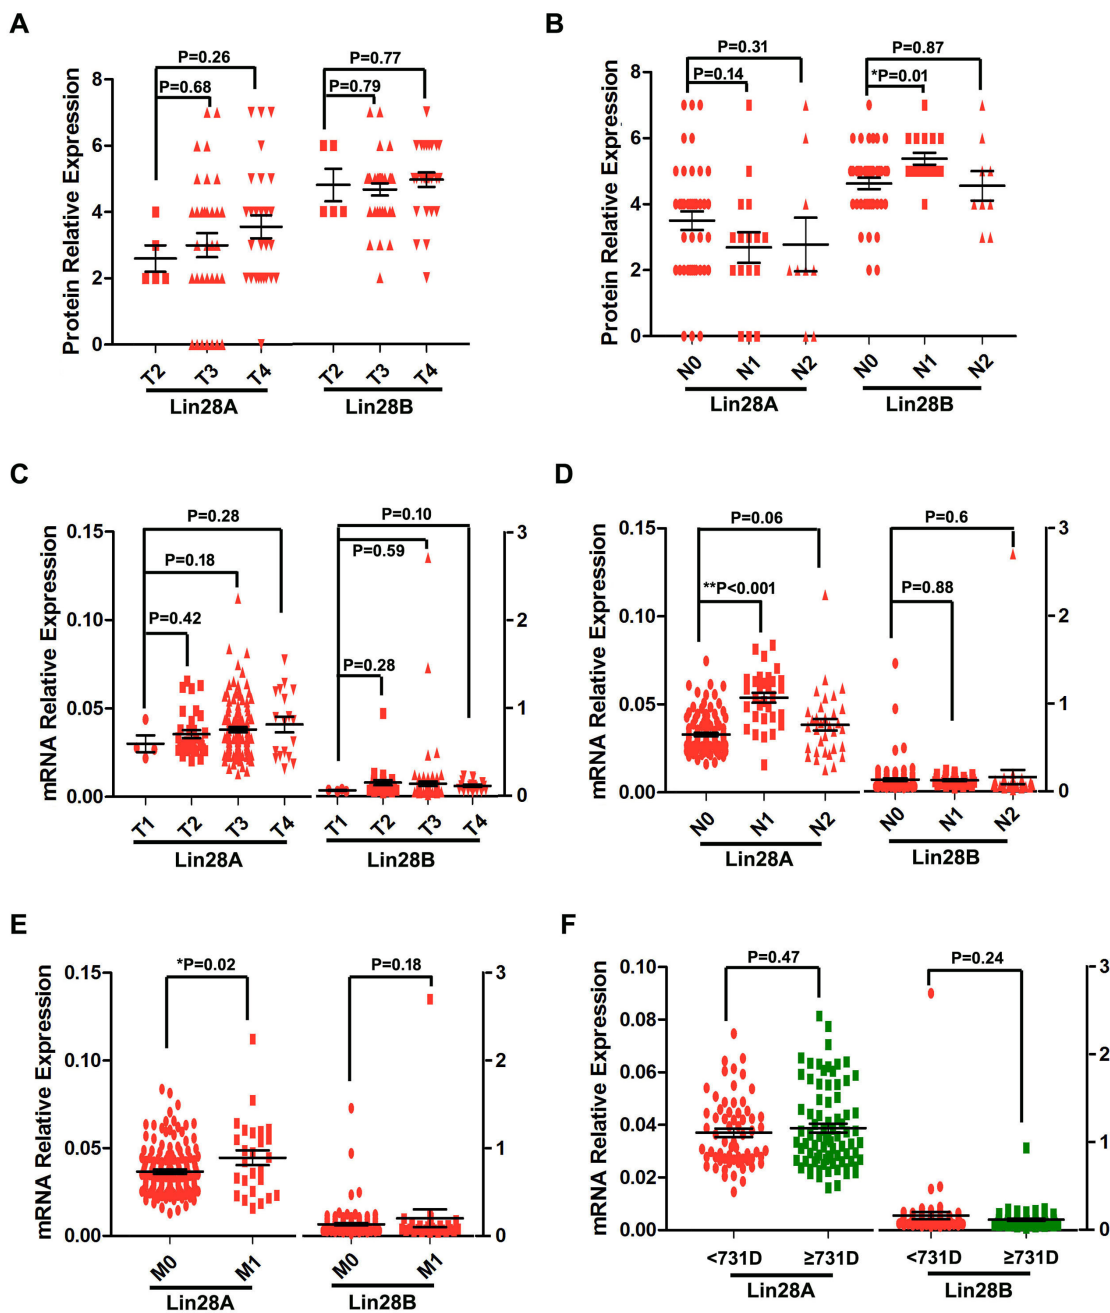 A
P=0.26
P=0.68
P=0.77
P=0.79
Protein Relative Expression
8
6
4
2
0
T2 T3 T4 T2 T3 T4
Lin28A Lin28B
B
P=0.31
P=0.14
P=0.87
*P=0.01
Protein Relative Expression
8
6
4
2
0
N0 N1 N2 N0 N1 N2
Lin28A Lin28B
C
P=0.28
P=0.18
P=0.42
P=0.10
P=0.59
P=0.28
mRNA Relative Expression
0.15
0.10
0.05
0.00
3
2
1
0
T1 T2 T3 T4 T1 T2 T3 T4
Lin28A Lin28B
D
P=0.06
**P<0.001
P=0.6
P=0.88
mRNA Relative Expression
0.15
0.10
0.05
0.00
3
2
1
0
N0 N1 N2 N0 N1 N2
Lin28A Lin28B
E
*P=0.02
P=0.18
mRNA Relative Expression
0.15
0.10
0.05
0.00
3
2
1
0
M0 M1 M0 M1
Lin28A Lin28B
F
P=0.47
P=0.24
mRNA Relative Expression
0.10
0.08
0.06
0.04
0.02
0.00
3
2
1
0
<731D ≥731D <731D ≥731D
Lin28A Lin28B